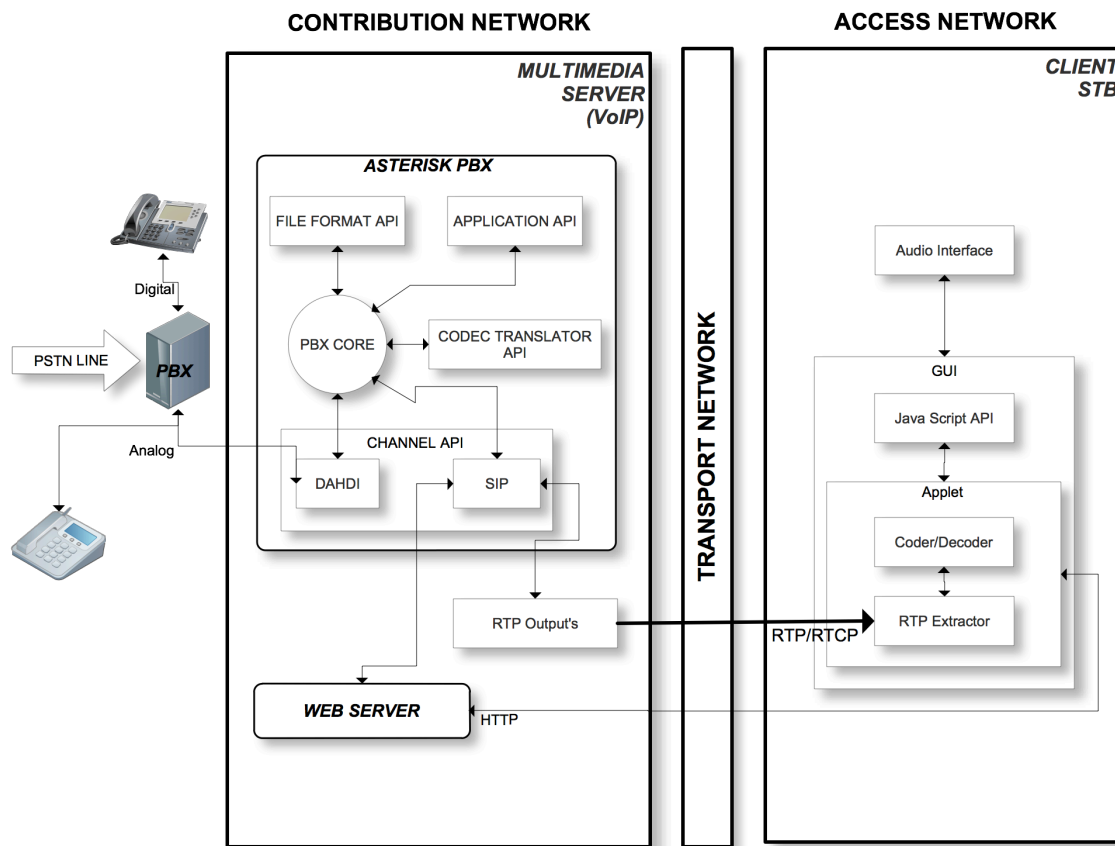 CONTRIBUTION NETWORK
ACCESS NETWORK
MULTIMEDIA
SERVER
(VoIP)
CLIENT
STB
ASTERISK PBX
FILE FORMAT API
APPLICATION API
Audio Interface
Digital
PSTN LINE
PBX
PBX CORE
CODEC TRANSLATOR
API
TRANSPORT NETWORK
GUI
Java Script API
Analog
CHANNEL API
DAHDI
SIP
Applet
Coder/Decoder
RTP Output's
RTP/RTCP
RTP Extractor
WEB SERVER
HTTP